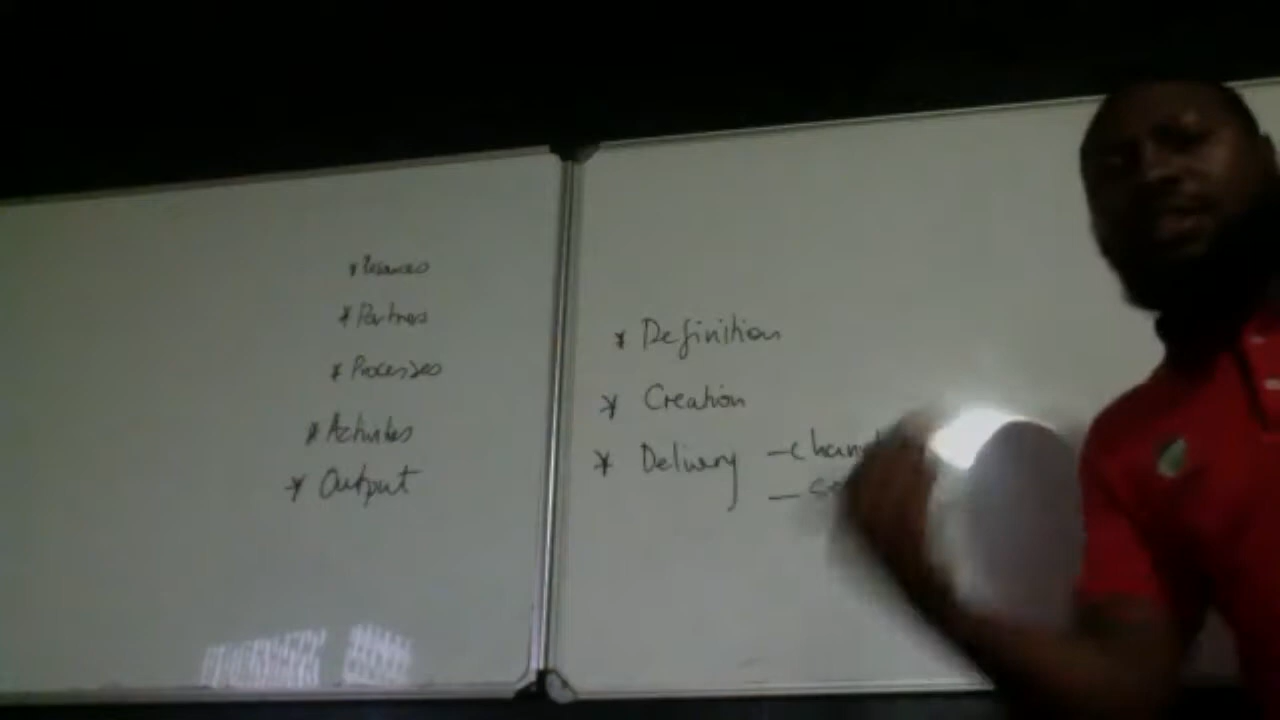 * Resources
* Partners
* Processes
* Activities
* Output
* Definition
* Creation
* Delivery -
-